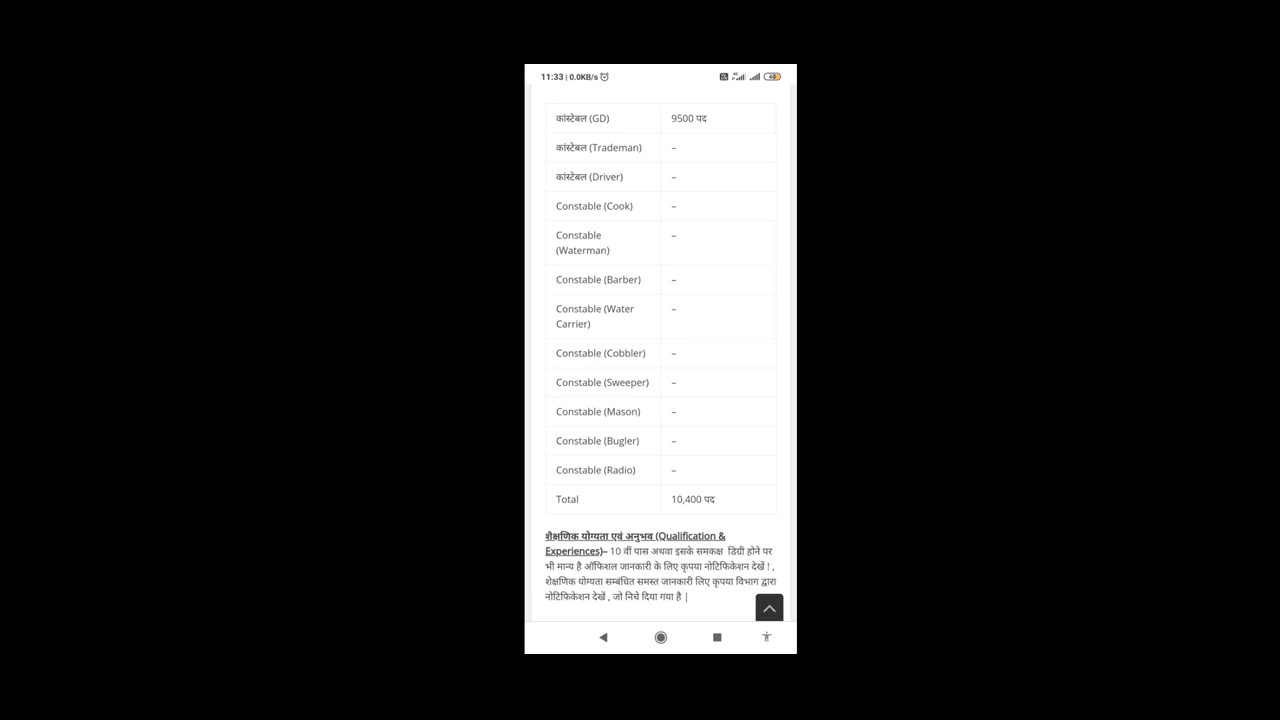 11:33 | 0.0KB/s
कांस्टेबल (GD) 9500 पद
कांस्टेबल (Trademan) –
कांस्टेबल (Driver) –
Constable (Cook) –
Constable
(Waterman) –
Constable (Barber) –
Constable (Water
Carrier) –
Constable (Cobbler) –
Constable (Sweeper) –
Constable (Mason) –
Constable (Bugler) –
Constable (Radio) –
Total 10,400 पद
शैक्षणिक योग्यता एवं अनुभव (Qualification &
Experiences)– 10 वीं पास अथवा इसके समकक्ष डिग्री होने पर
भी मान्य है ऑफिशल जानकारी के लिए कृपया नोटिफिकेशन देखें ! ,
शेक्षणिक योग्यता सम्बंधित समस्त जानकारी लिए कृपया विभाग द्वारा
नोटिफिकेशन देखें , जो निचे दिया गया है |